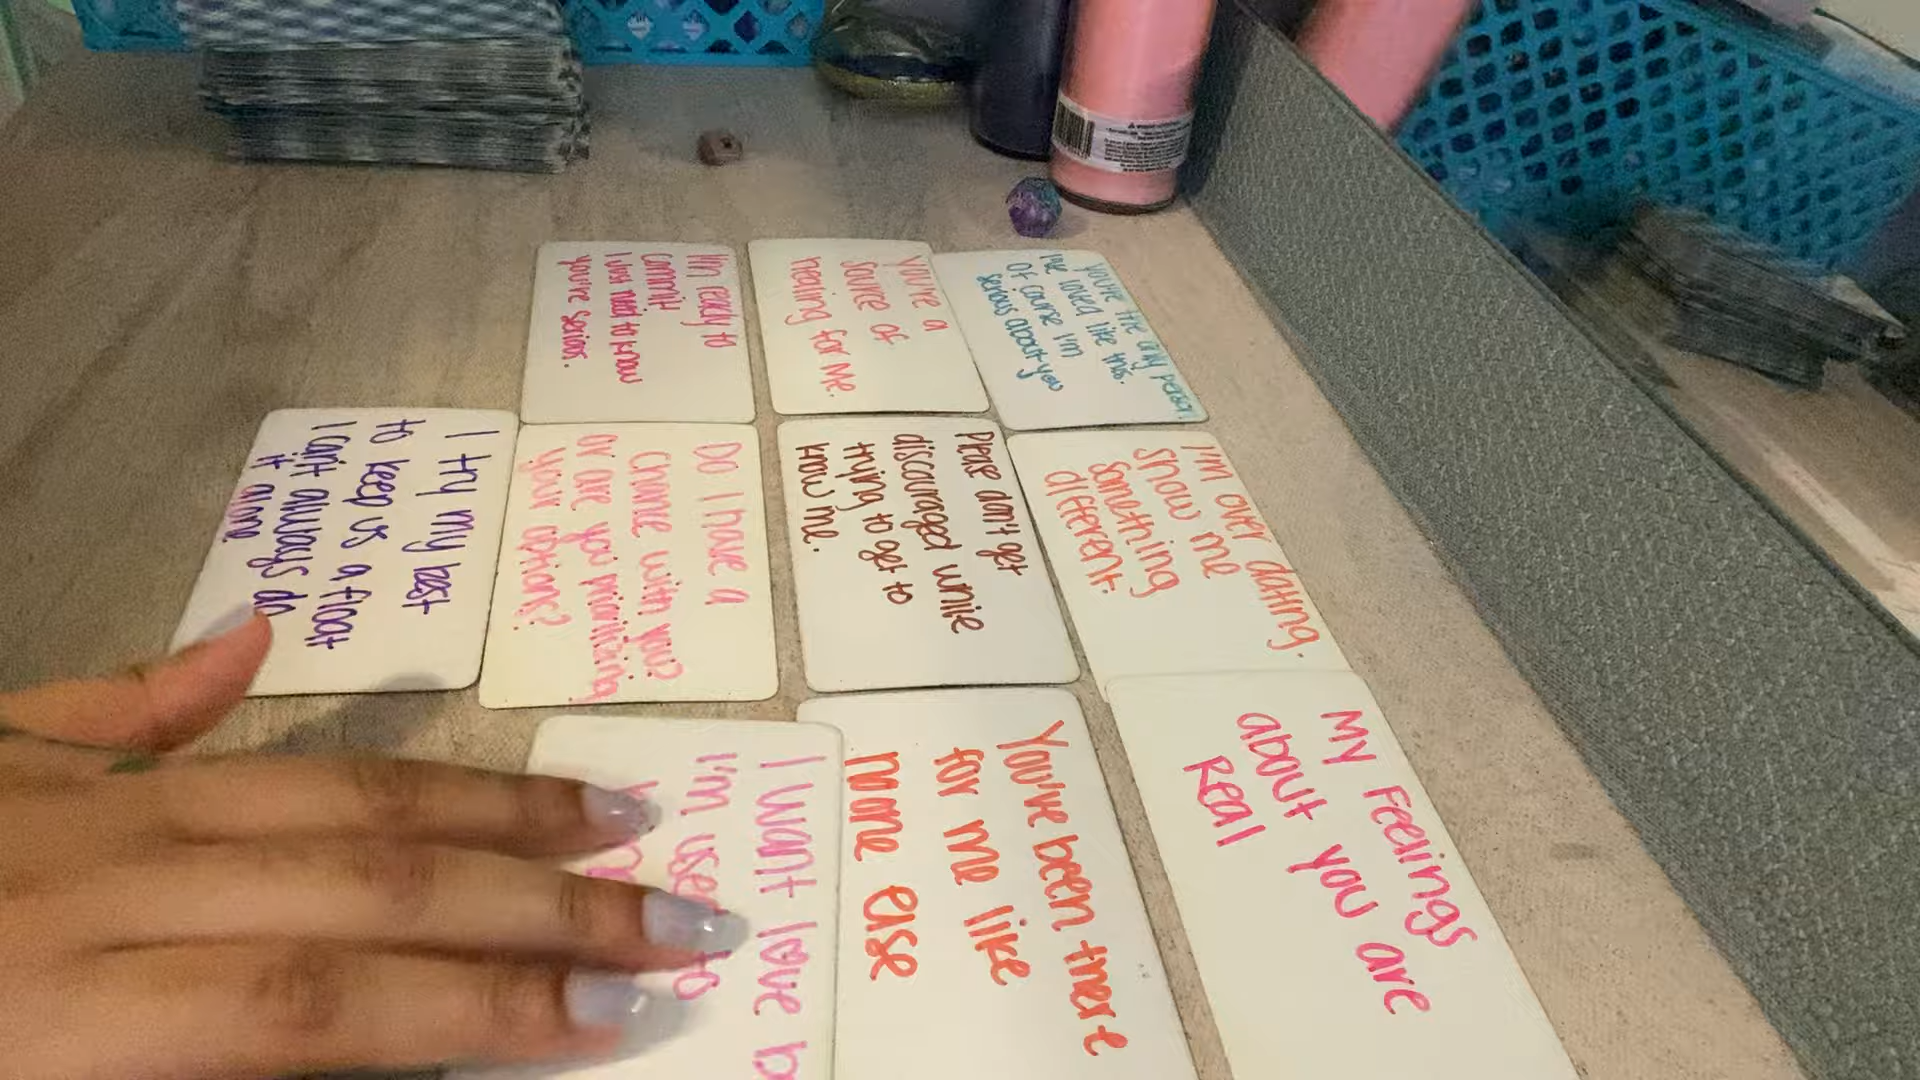 I'm ready to
commit
I just need to know
you're serious.
You're a
source of
healing for me.
You're the only person
I've loved like this.
Of course I'm
serious about you
I try my best
to keep us a float
I can't always do
it alone
Do I have a
chance with you?
or are you prioritizing
your options?
Please don't get
discouraged while
trying to get to
know me.
I'm over dating.
show me
something
different.
I want love b
I'm used to
You've been there
for me like
none else
My Feelings
about you are
Real